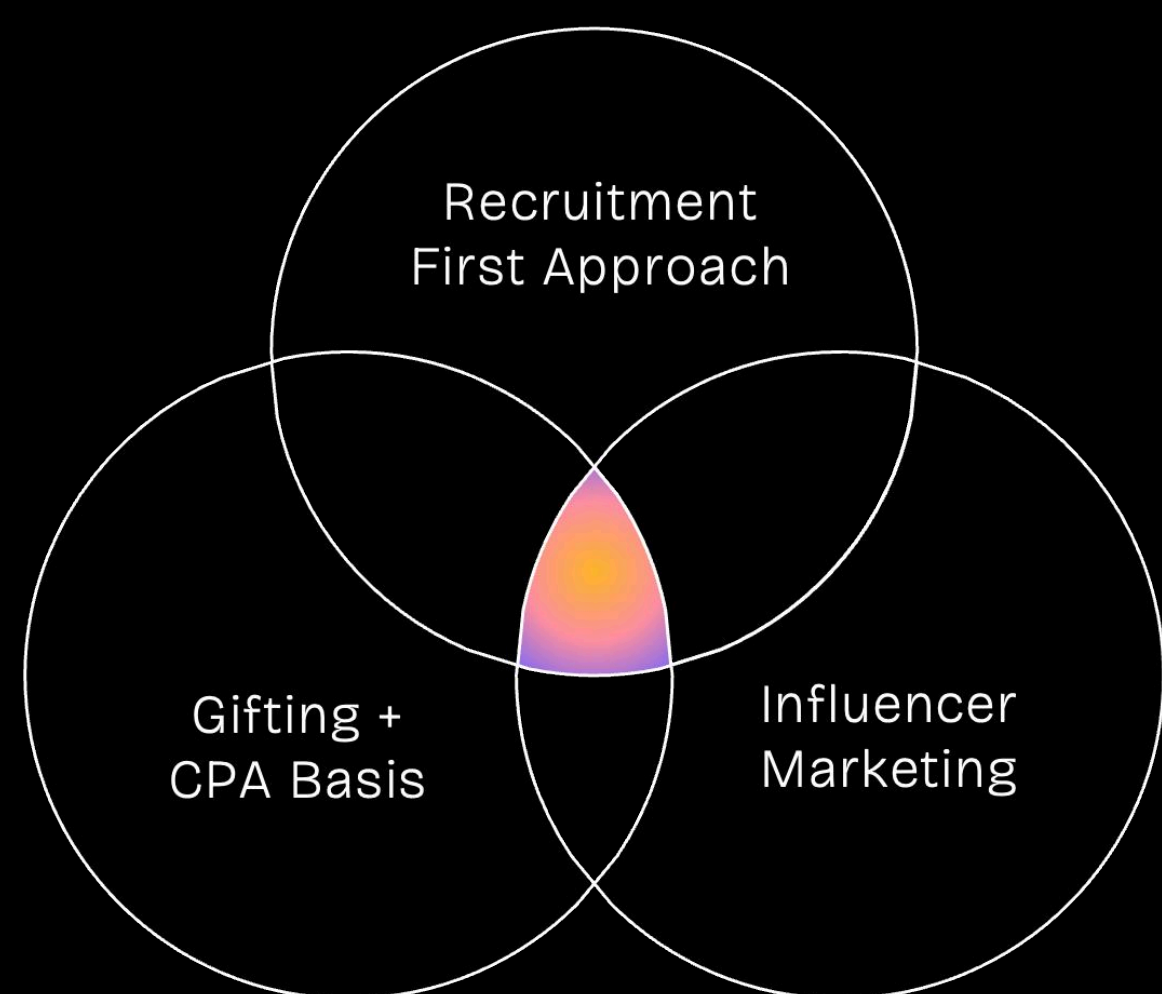 Recruitment
First Approach
Gifting +
CPA Basis
Influencer
Marketing